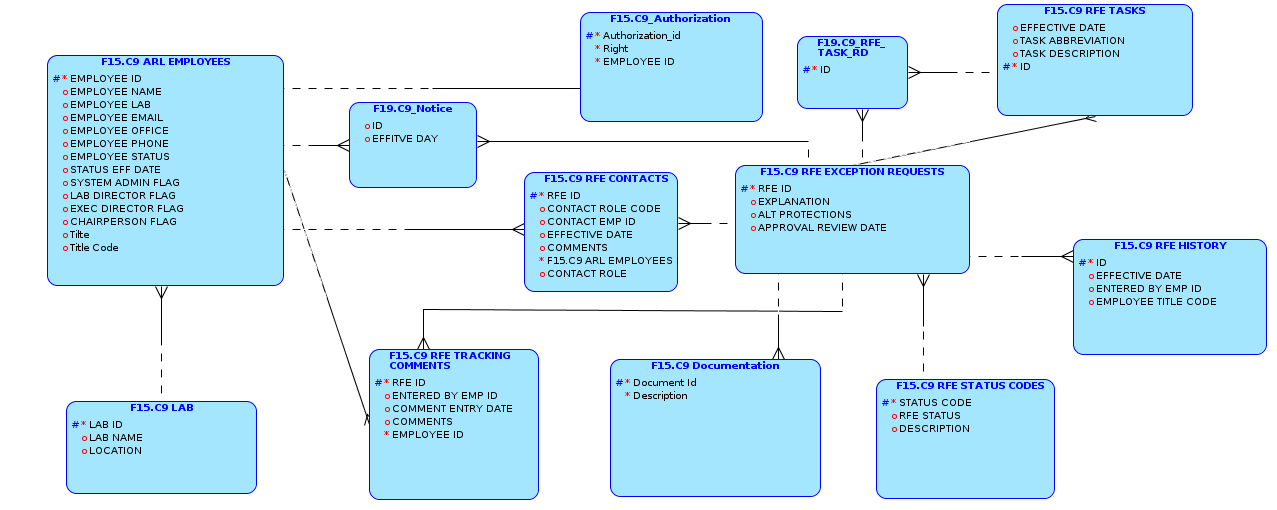 F15.C9 ARL EMPLOYEES
#* EMPLOYEE ID
o EMPLOYEE NAME
o EMPLOYEE LAB
o EMPLOYEE EMAIL
o EMPLOYEE OFFICE
o EMPLOYEE PHONE
o EMPLOYEE STATUS
o STATUS EFF DATE
o SYSTEM ADMIN FLAG
o LAB DIRECTOR FLAG
o EXEC DIRECTOR FLAG
o CHAIRPERSON FLAG
o Tilte
o Title Code
F15.C9_Authorization
#* Authorization_id
* Right
* EMPLOYEE ID
F19.C9_Notice
o ID
o EFFITVE DAY
F19.C9_RFE_
TASK_RD
#* ID
F15.C9 RFE TASKS
o EFFECTIVE DATE
o TASK ABBREVIATION
o TASK DESCRIPTION
#* ID
F15.C9 RFE CONTACTS
#* RFE ID
o CONTACT ROLE CODE
o CONTACT EMP ID
o EFFECTIVE DATE
o COMMENTS
* F15.C9 ARL EMPLOYEES
o CONTACT ROLE
F15.C9 RFE EXCEPTION REQUESTS
#* RFE ID
o EXPLANATION
o ALT PROTECTIONS
o APPROVAL REVIEW DATE
F15.C9 RFE HISTORY
#* ID
o EFFECTIVE DATE
o ENTERED BY EMP ID
o EMPLOYEE TITLE CODE
F15.C9 LAB
#* LAB ID
o LAB NAME
o LOCATION
F15.C9 RFE TRACKING
COMMENTS
#* RFE ID
o ENTERED BY EMP ID
o COMMENT ENTRY DATE
o COMMENTS
* EMPLOYEE ID
F15.C9 Documentation
#* Document Id
* Description
F15.C9 RFE STATUS CODES
#* STATUS CODE
o RFE STATUS
o DESCRIPTION